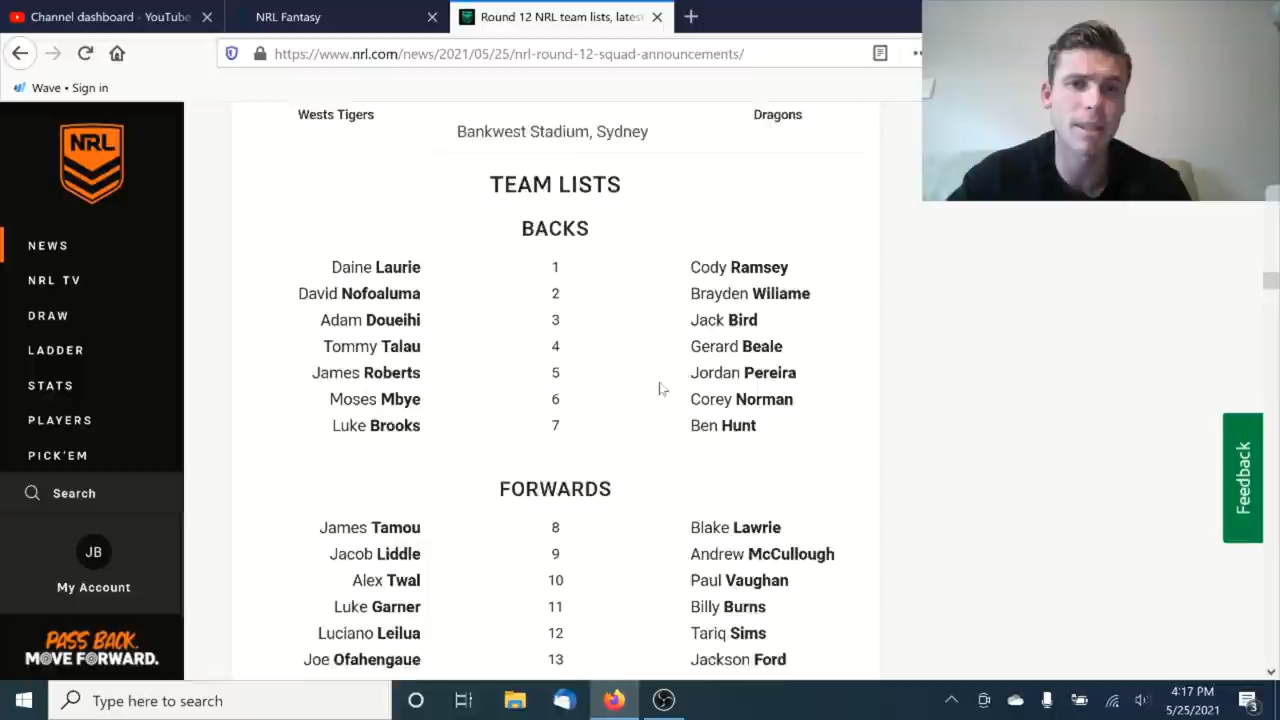 Channel dashboard - YouTube
NRL Fantasy
Round 12 NRL team lists, latest
https://www.nrl.com/news/2021/05/25/nrl-round-12-squad-announcements/
Wave • Sign in
NRL
NEWS
NRL TV
DRAW
LADDER
STATS
PLAYERS
PICK'EM
Search
JB
My Account
PASS BACK.
MOVE FORWARD.
Wests Tigers Dragons
Bankwest Stadium, Sydney
TEAM LISTS
BACKS
Daine Laurie 1 Cody Ramsey
David Nofoaluma 2 Brayden Wiliame
Adam Doueihi 3 Jack Bird
Tommy Talau 4 Gerard Beale
James Roberts 5 Jordan Pereira
Moses Mbye 6 Corey Norman
Luke Brooks 7 Ben Hunt
FORWARDS
James Tamou 8 Blake Lawrie
Jacob Liddle 9 Andrew McCullough
Alex Twal 10 Paul Vaughan
Luke Garner 11 Billy Burns
Luciano Leilua 12 Tariq Sims
Joe Ofahengaue 13 Jackson Ford
Feedback
Type here to search
4:17 PM
5/25/2021
3